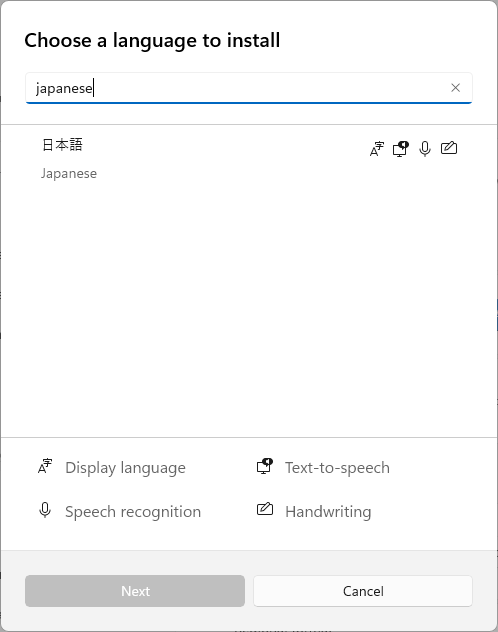 Choose a language to install
japanese
日本語
Japanese
Display language
Text-to-speech
Speech recognition
Handwriting
Next
Cancel